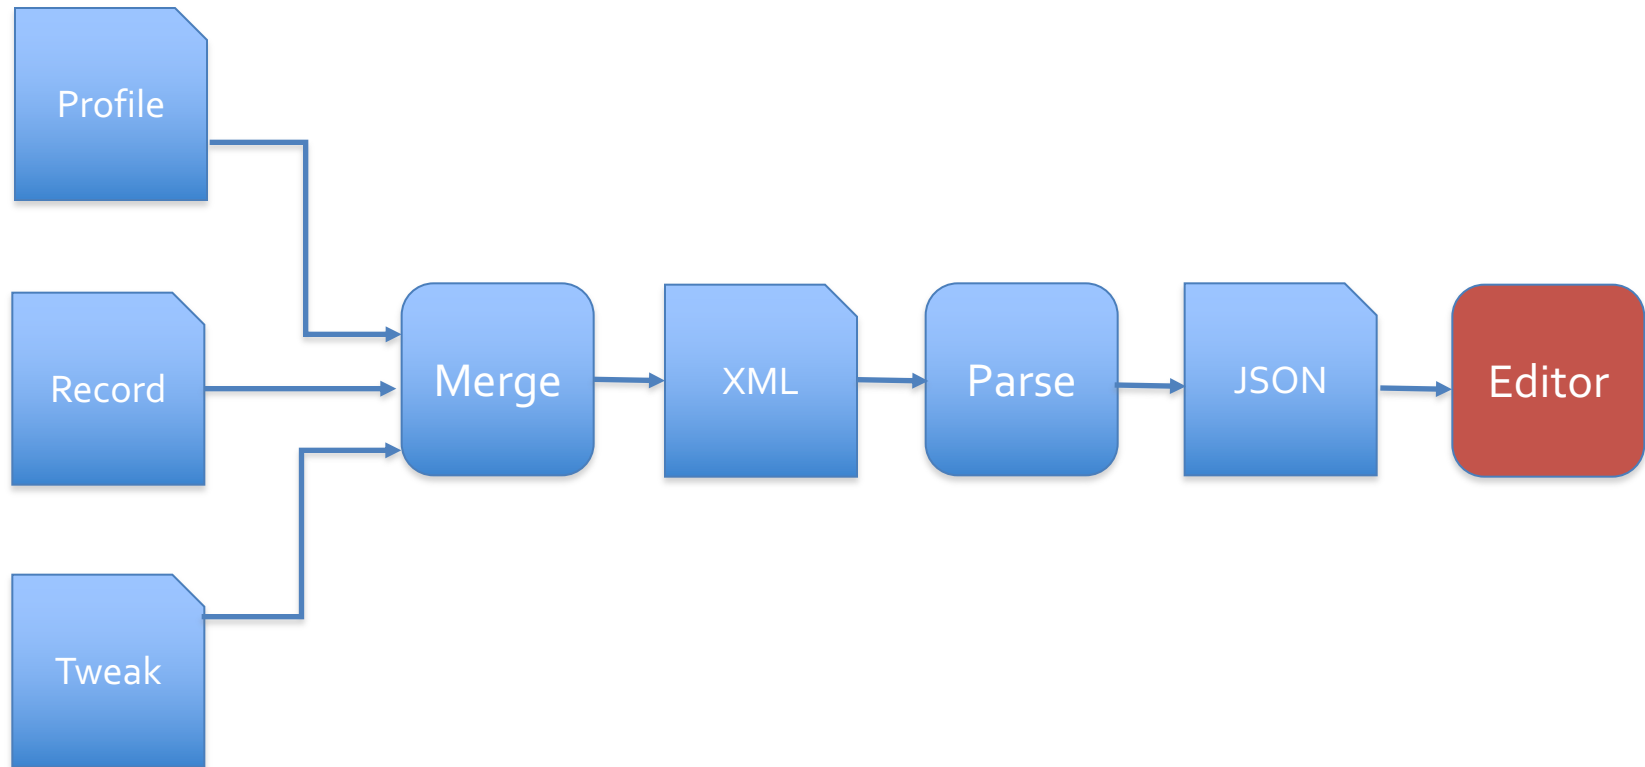 Profile
Record
Tweak
Merge
XML
Parse
JSON
Editor